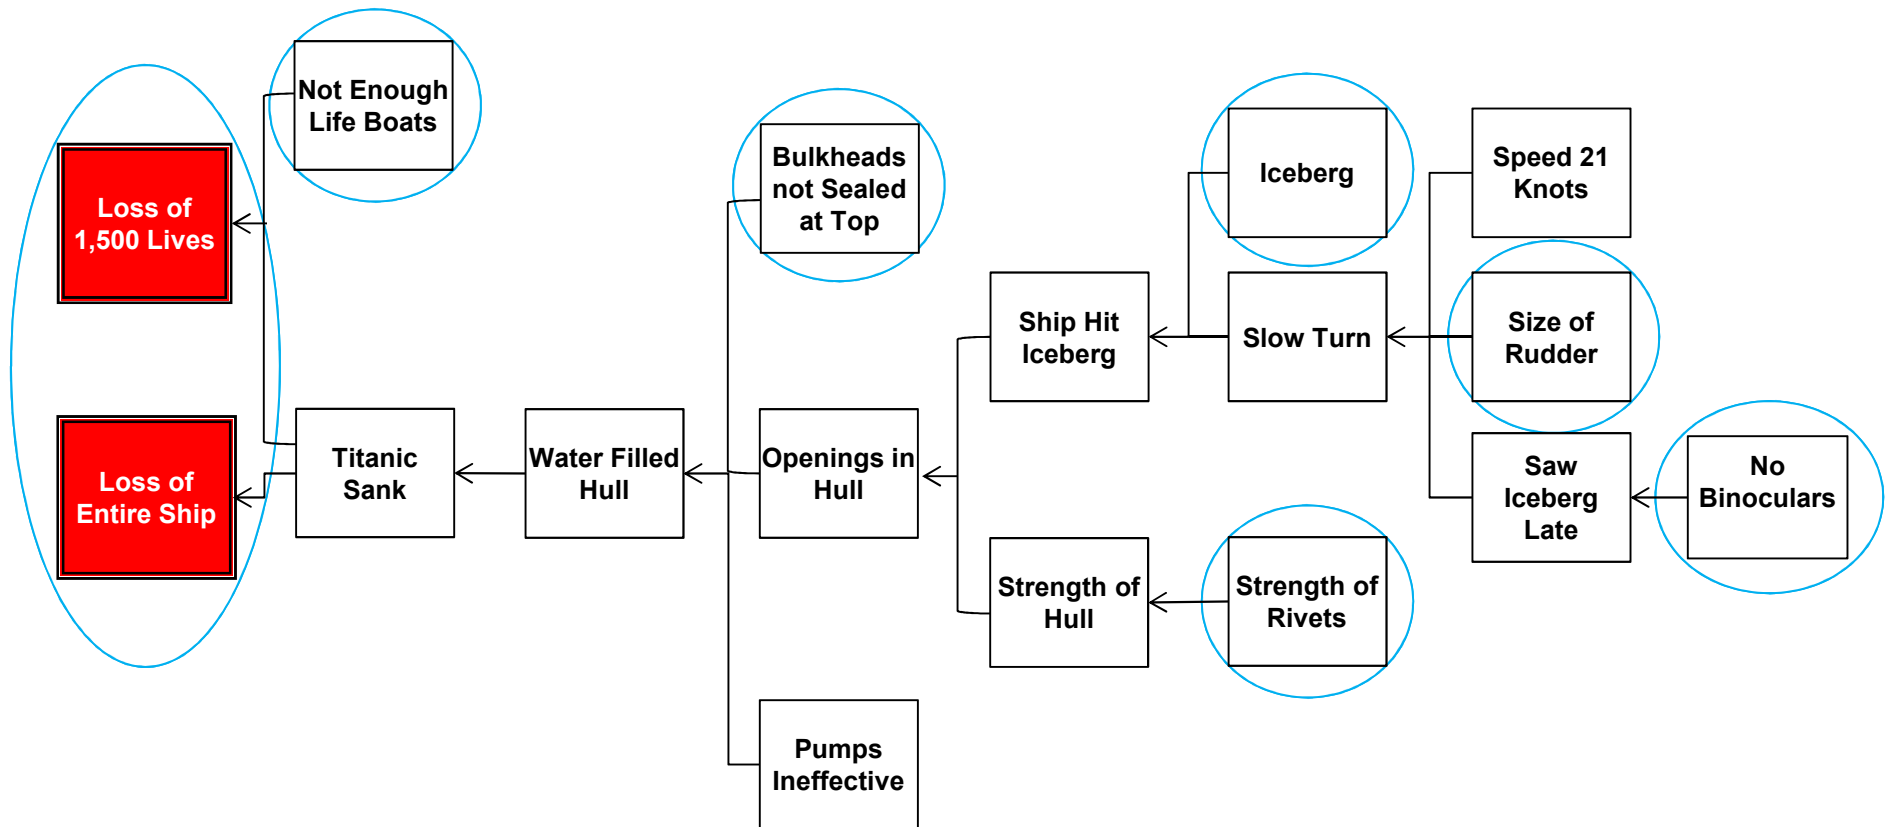 Not Enough
Life Boats
Loss of
1,500 Lives
Bulkheads
not Sealed
at Top
Iceberg
Speed 21
Knots
Ship Hit
Iceberg
Slow Turn
Size of
Rudder
Loss of
Entire Ship
Titanic
Sank
Water Filled
Hull
Openings in
Hull
Saw
Iceberg
Late
No
Binoculars
Strength of
Hull
Strength of
Rivets
Pumps
Ineffective